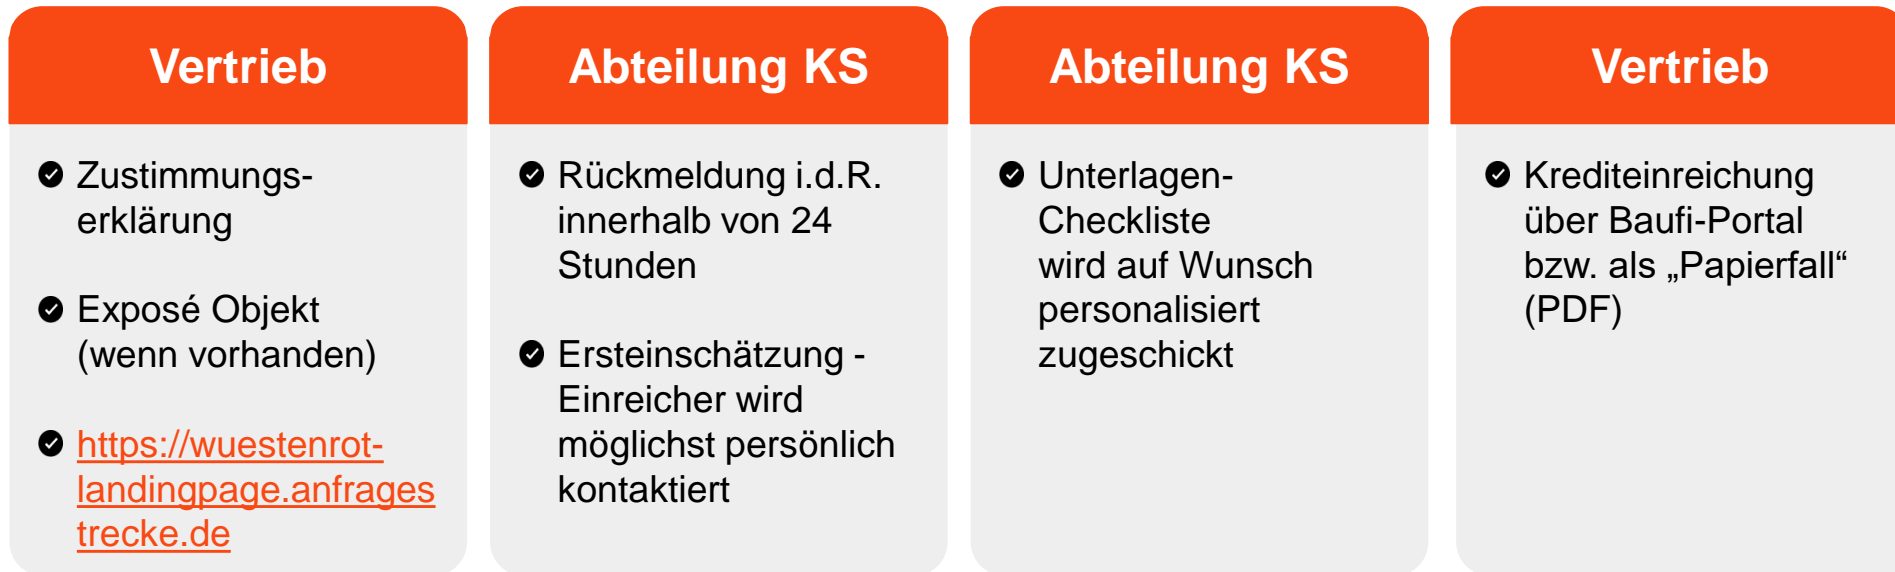 Vertrieb
Zustimmungs-
erklärung
Exposé Objekt
(wenn vorhanden)
https://wuestenrot-
landingpage.anfrages
trecke.de
Abteilung KS
Rückmeldung i.d.R.
innerhalb von 24
Stunden
Ersteinschätzung -
Einreicher wird
möglichst persönlich
kontaktiert
Abteilung KS
Unterlagen-
Checkliste
wird auf Wunsch
personalisiert
zugeschickt
Vertrieb
Krediteinreichung
über Baufi-Portal
bzw. als „Papierfall“
(PDF)